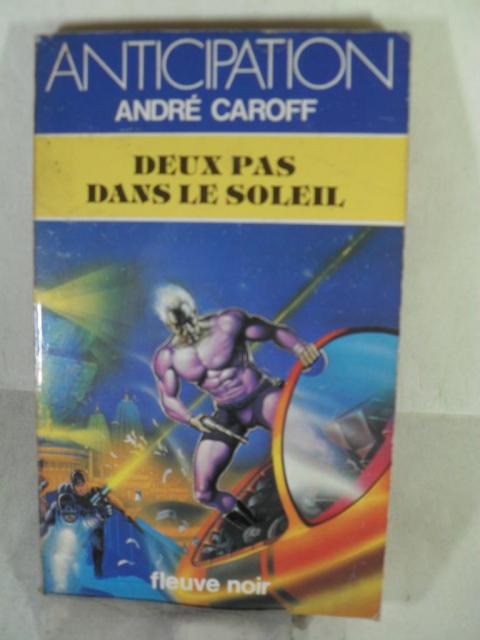 ANTICIPATION
ANDRÉ CAROFF
DEUX PAS
DANS LE SOLEIL
fleuve noir